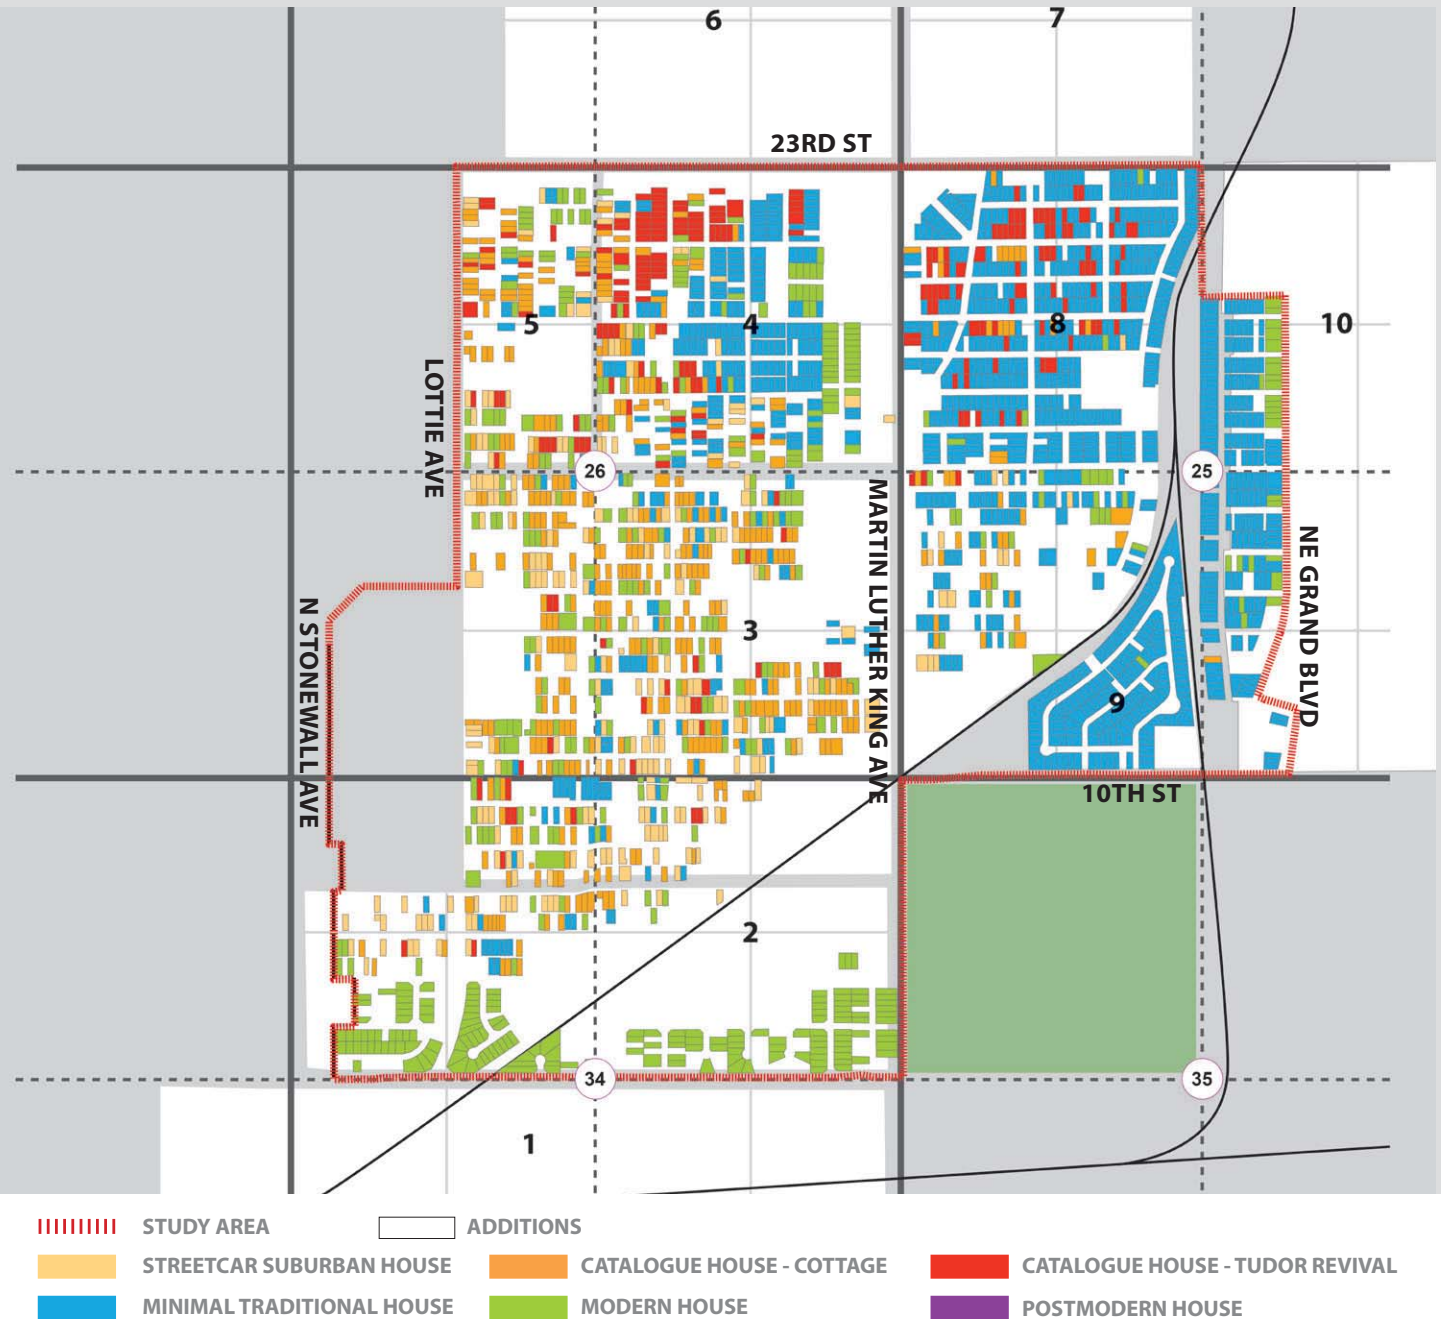 6
7
23RD ST
5
4
8
10
LOTTIE AVE
26
25
MARTIN LUTHER KING AVE
NE GRAND BLVD
N STONEWALL AVE
3
9
10TH ST
2
34
35
1
STUDY AREA
ADDITIONS
STREETCAR SUBURBAN HOUSE
CATALOGUE HOUSE - COTTAGE
CATALOGUE HOUSE - TUDOR REVIVAL
MINIMAL TRADITIONAL HOUSE
MODERN HOUSE
POSTMODERN HOUSE